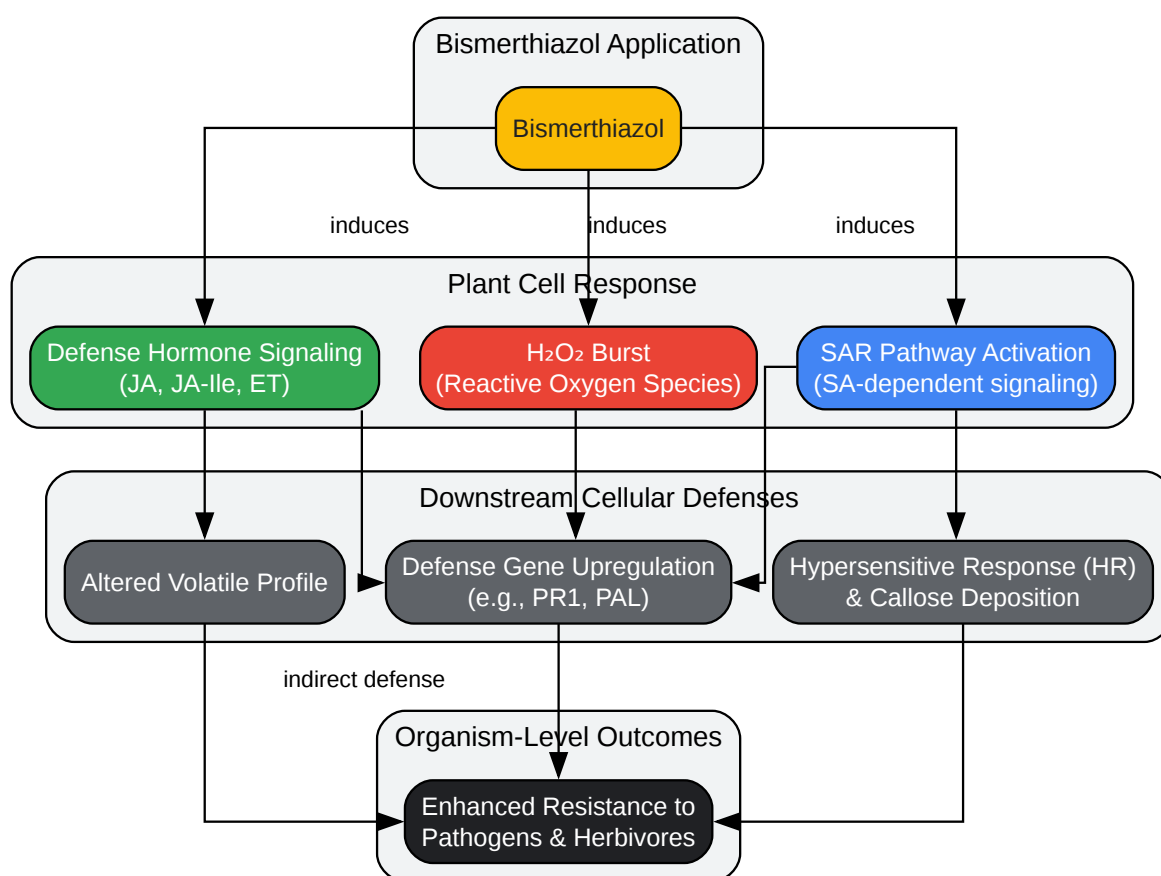 Bismerthiazol Application
Bismerthiazol
induces
induces
induces
Plant Cell Response
Defense Hormone Signaling
(JA, JA-Ile, ET)
H₂O₂ Burst
(Reactive Oxygen Species)
SAR Pathway Activation
(SA-dependent signaling)
Downstream Cellular Defenses
Altered Volatile Profile
Defense Gene Upregulation
(e.g., PR1, PAL)
Hypersensitive Response (HR)
& Callose Deposition
indirect defense
Organism-Level Outcomes
Enhanced Resistance to
Pathogens & Herbivores